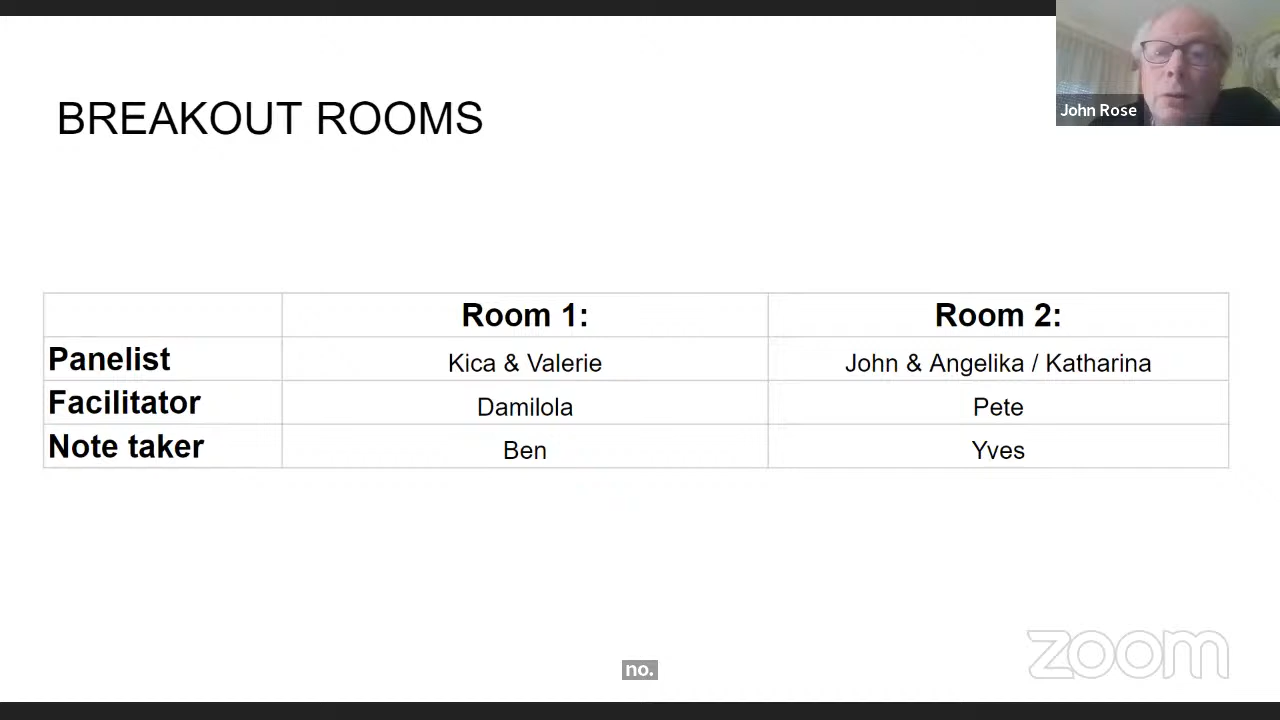 BREAKOUT ROOMS
John Rose
Room 1: Room 2:
Panelist Kica & Valerie John & Angelika / Katharina
Facilitator Damilola Pete
Note taker Ben Yves
zoom
no.